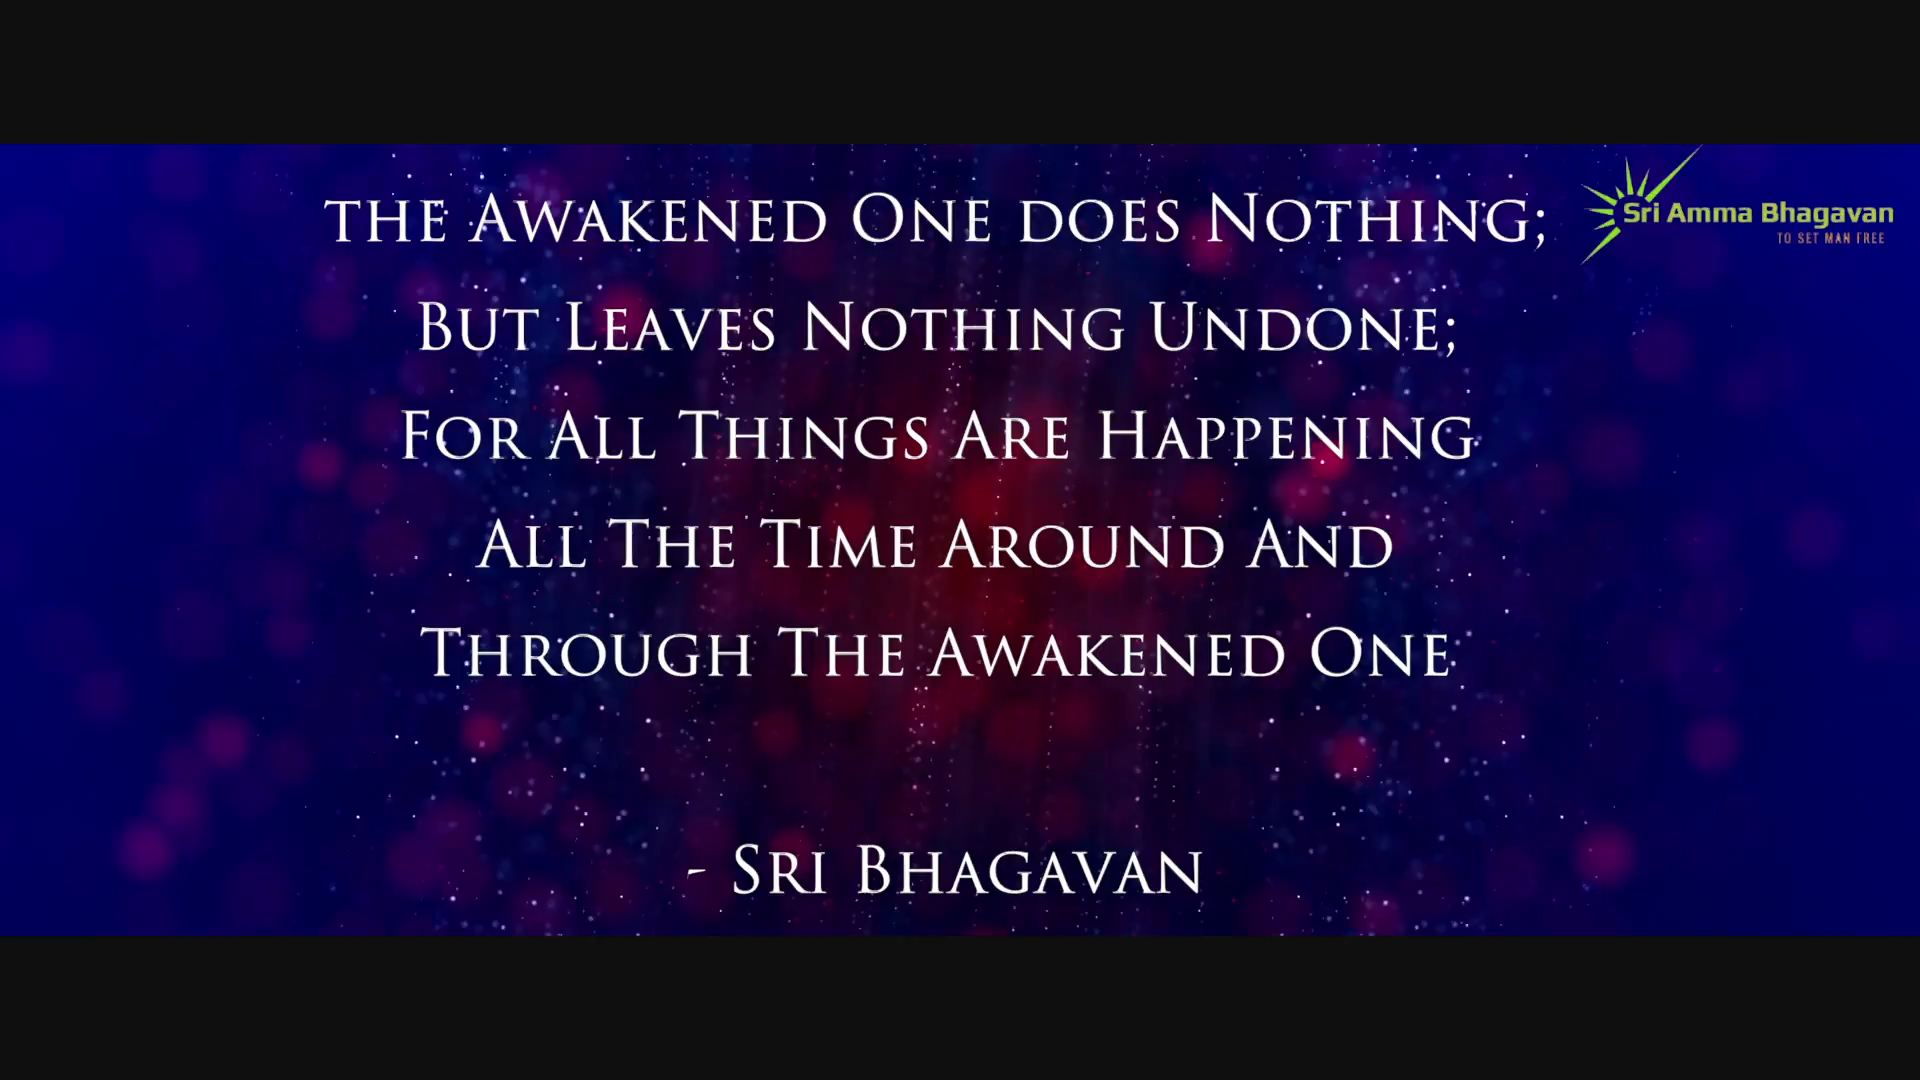 THE AWAKENED ONE DOES NOTHING;
BUT LEAVES NOTHING UNDONE;
FOR ALL THINGS ARE HAPPENING
ALL THE TIME AROUND AND
THROUGH THE AWAKENED ONE
- SRI BHAGAVAN
Sri Amma Bhagavan
TO SET MAN FREE